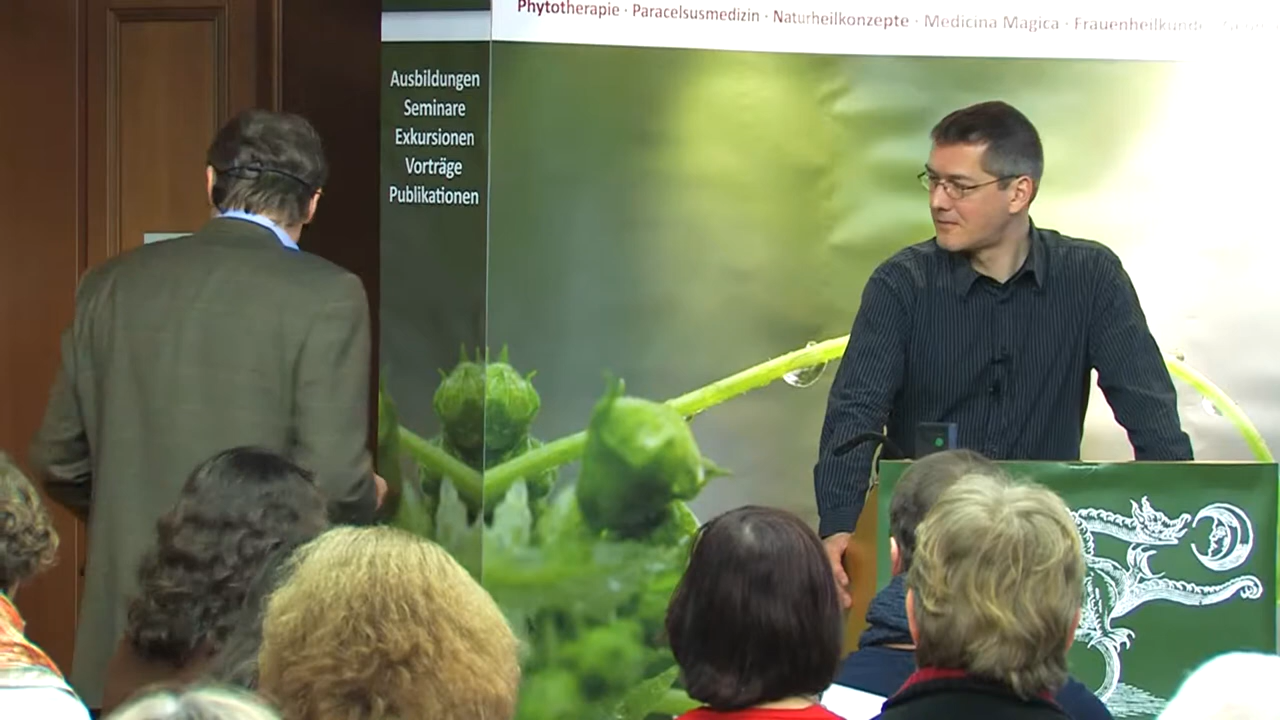 Phytotherapie · Paracelsusmedizin · Naturheilkonzepte · Medicina Magica · Frauenheilkunde
Ausbildungen
Seminare
Exkursionen
Vorträge
Publikationen